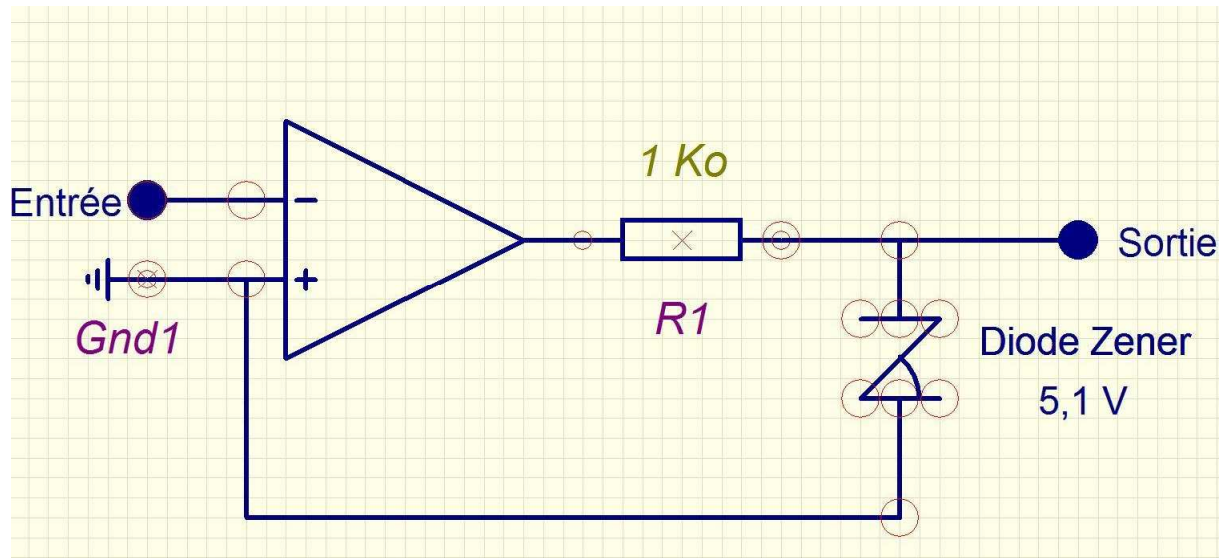 1 Ko
Entrée
−
Sortie
+
Gnd1
R1
Diode Zener
5,1 V